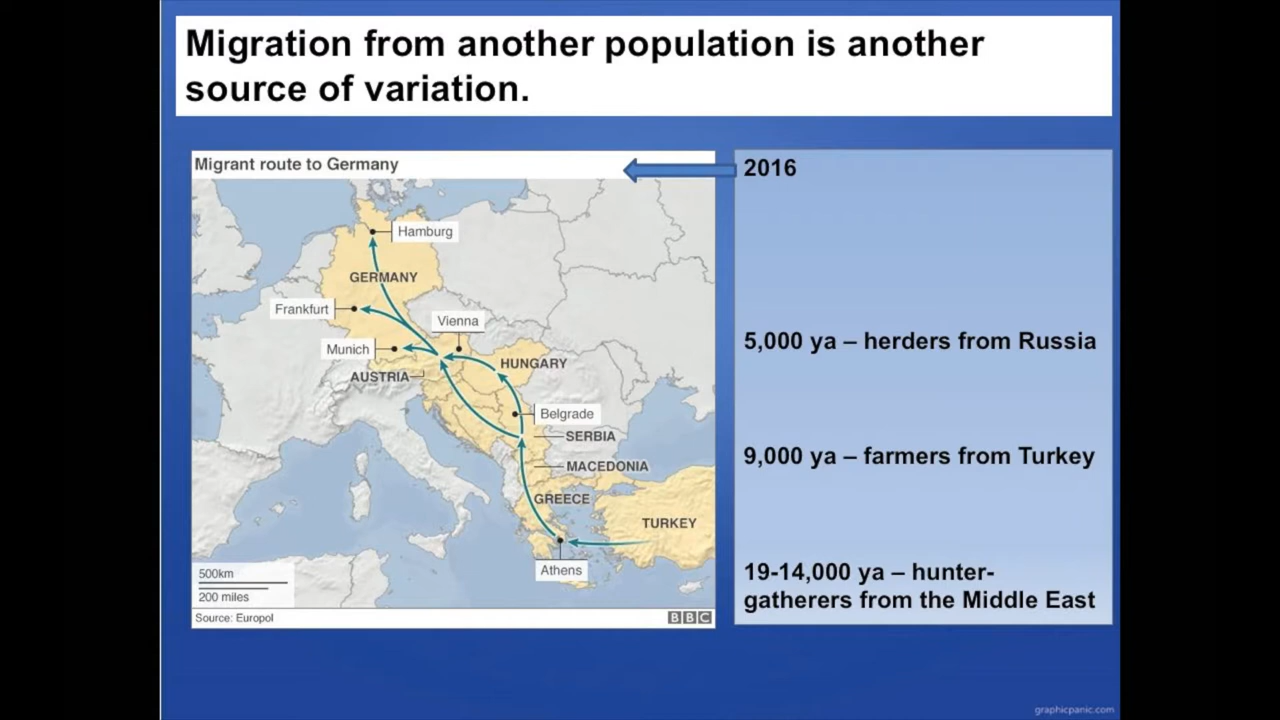 Migration from another population is another
source of variation.
Migrant route to Germany
Hamburg
GERMANY
Frankfurt
Vienna
Munich
HUNGARY
AUSTRIA
Belgrade
SERBIA
MACEDONIA
GREECE
TURKEY
Athens
500km
200 miles
Source: Europol
BBC
2016
5,000 ya – herders from Russia
9,000 ya – farmers from Turkey
19-14,000 ya – hunter-
gatherers from the Middle East
graphicpanic.com